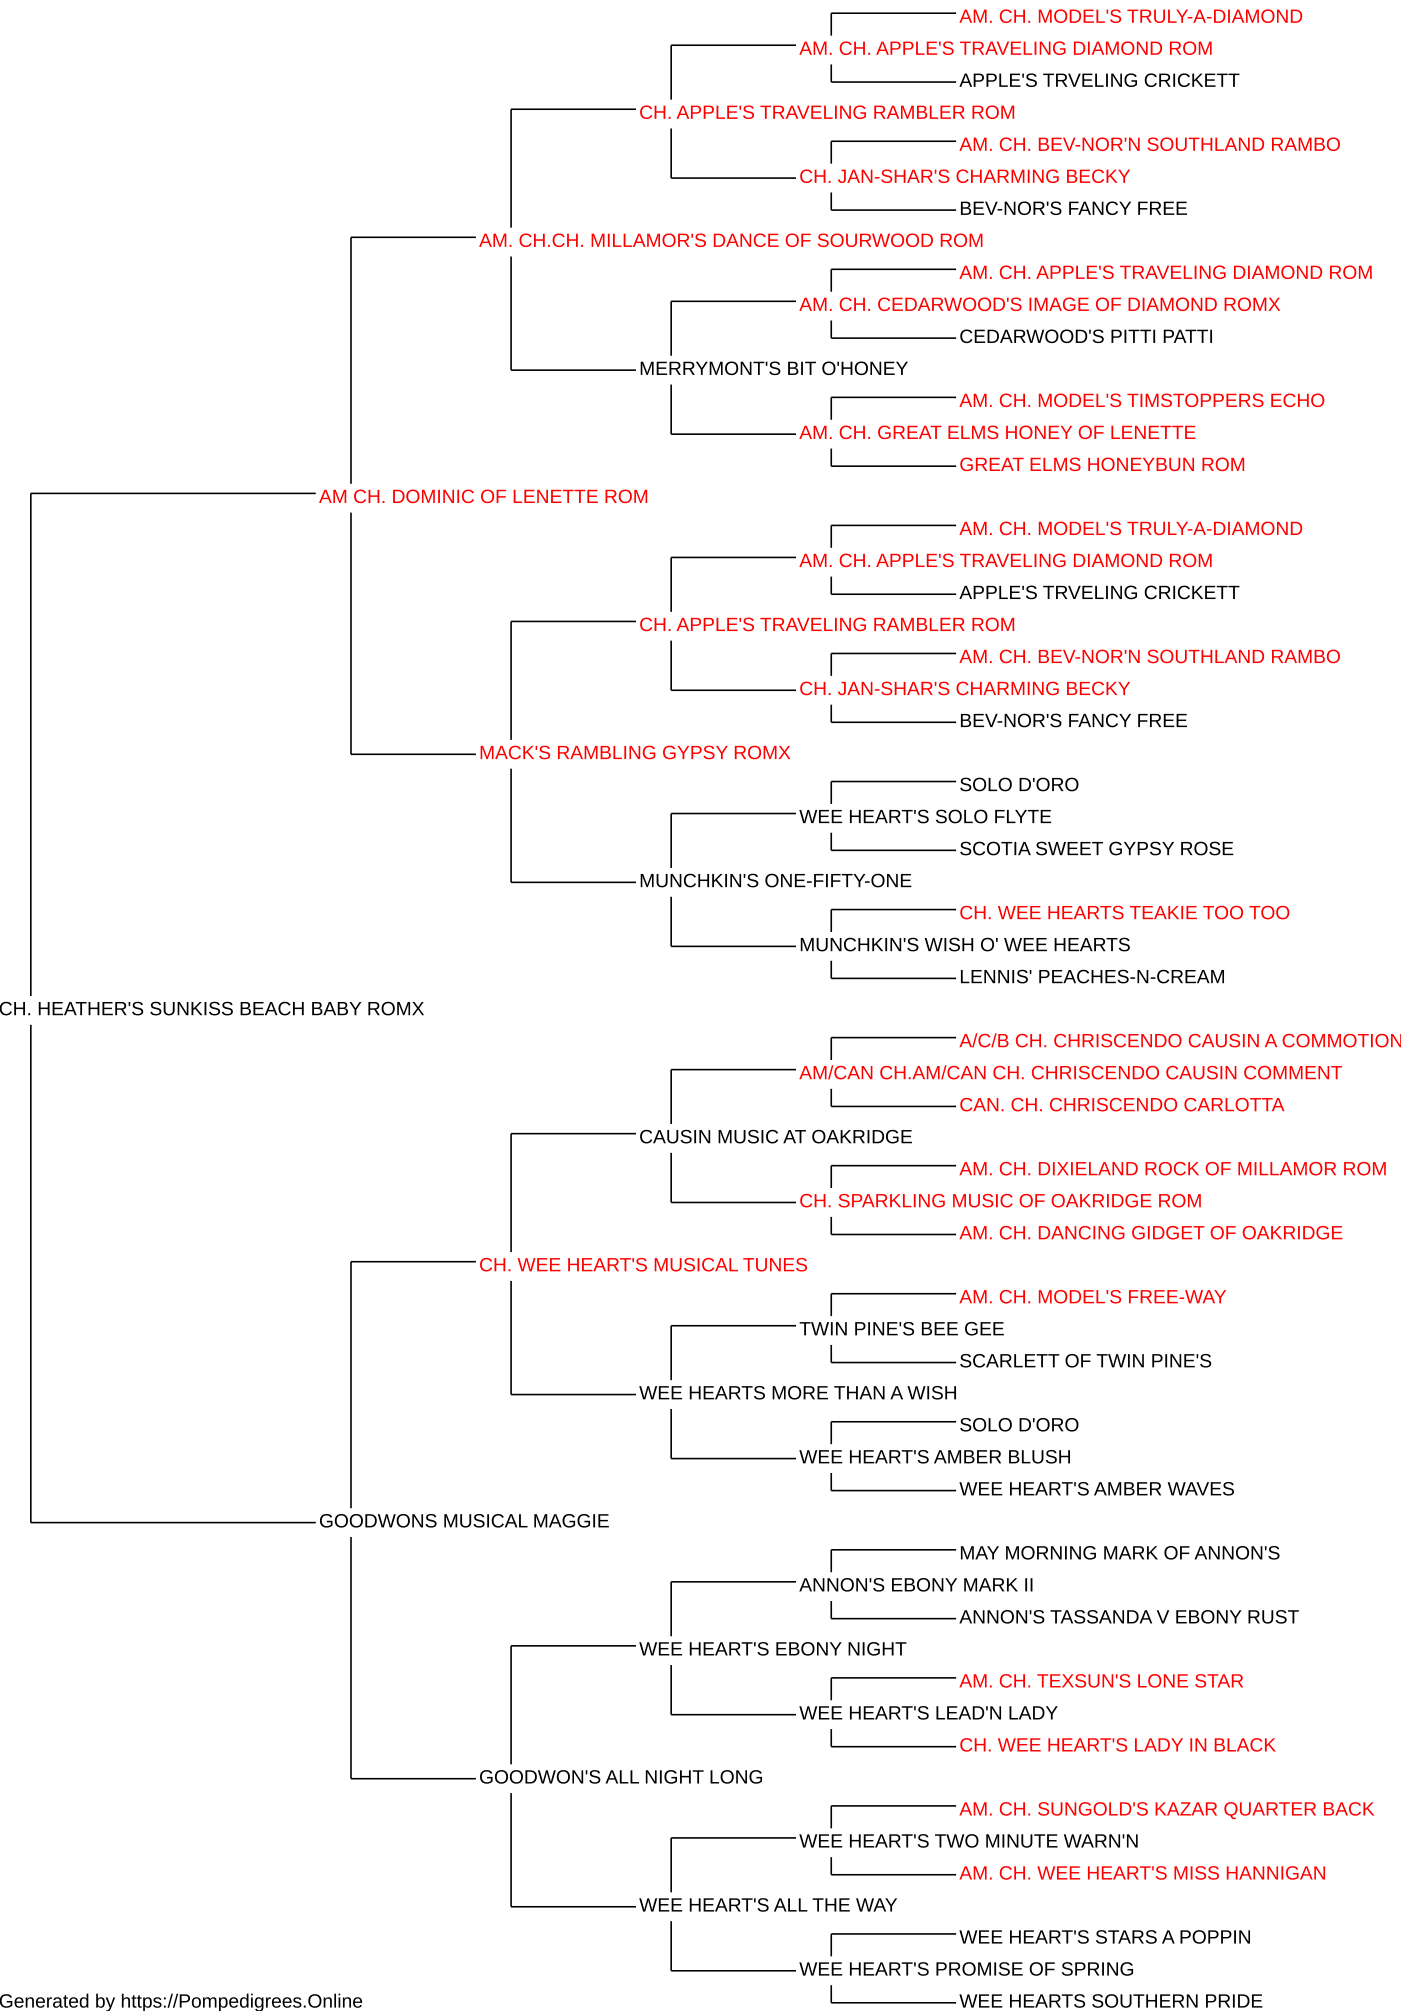 AM. CH. MODEL'S TRULY-A-DIAMOND
AM. CH. APPLE'S TRAVELING DIAMOND ROM
APPLE'S TRVELING CRICKETT
CH. APPLE'S TRAVELING RAMBLER ROM
AM. CH. BEV-NOR'N SOUTHLAND RAMBO
CH. JAN-SHAR'S CHARMING BECKY
BEV-NOR'S FANCY FREE
AM. CH.CH. MILLAMOR'S DANCE OF SOURWOOD ROM
AM. CH. APPLE'S TRAVELING DIAMOND ROM
AM. CH. CEDARWOOD'S IMAGE OF DIAMOND ROMX
CEDARWOOD'S PITTI PATTI
MERRYMONT'S BIT O'HONEY
AM. CH. MODEL'S TIMSTOPPERS ECHO
AM. CH. GREAT ELMS HONEY OF LENETTE
GREAT ELMS HONEYBUN ROM
AM CH. DOMINIC OF LENETTE ROM
AM. CH. MODEL'S TRULY-A-DIAMOND
AM. CH. APPLE'S TRAVELING DIAMOND ROM
APPLE'S TRVELING CRICKETT
CH. APPLE'S TRAVELING RAMBLER ROM
AM. CH. BEV-NOR'N SOUTHLAND RAMBO
CH. JAN-SHAR'S CHARMING BECKY
BEV-NOR'S FANCY FREE
MACK'S RAMBLING GYPSY ROMX
SOLO D'ORO
WEE HEART'S SOLO FLYTE
SCOTIA SWEET GYPSY ROSE
MUNCHKIN'S ONE-FIFTY-ONE
CH. WEE HEARTS TEAKIE TOO TOO
MUNCHKIN'S WISH O' WEE HEARTS
LENNIS' PEACHES-N-CREAM
CH. HEATHER'S SUNKISS BEACH BABY ROMX
A/C/B CH. CHRISCENDO CAUSIN A COMMOTION
AM/CAN CH.AM/CAN CH. CHRISCENDO CAUSIN COMMENT
CAN. CH. CHRISCENDO CARLOTTA
CAUSIN MUSIC AT OAKRIDGE
AM. CH. DIXIELAND ROCK OF MILLAMOR ROM
CH. SPARKLING MUSIC OF OAKRIDGE ROM
AM. CH. DANCING GIDGET OF OAKRIDGE
CH. WEE HEART'S MUSICAL TUNES
AM. CH. MODEL'S FREE-WAY
TWIN PINE'S BEE GEE
SCARLETT OF TWIN PINE'S
WEE HEARTS MORE THAN A WISH
SOLO D'ORO
WEE HEART'S AMBER BLUSH
WEE HEART'S AMBER WAVES
GOODWONS MUSICAL MAGGIE
MAY MORNING MARK OF ANNON'S
ANNON'S EBONY MARK II
ANNON'S TASSANDA V EBONY RUST
WEE HEART'S EBONY NIGHT
AM. CH. TEXSUN'S LONE STAR
WEE HEART'S LEAD'N LADY
CH. WEE HEART'S LADY IN BLACK
GOODWON'S ALL NIGHT LONG
AM. CH. SUNGOLD'S KAZAR QUARTER BACK
WEE HEART'S TWO MINUTE WARN'N
AM. CH. WEE HEART'S MISS HANNIGAN
WEE HEART'S ALL THE WAY
WEE HEART'S STARS A POPPIN
WEE HEART'S PROMISE OF SPRING
WEE HEARTS SOUTHERN PRIDE
Generated by https://Pompedigrees.Online